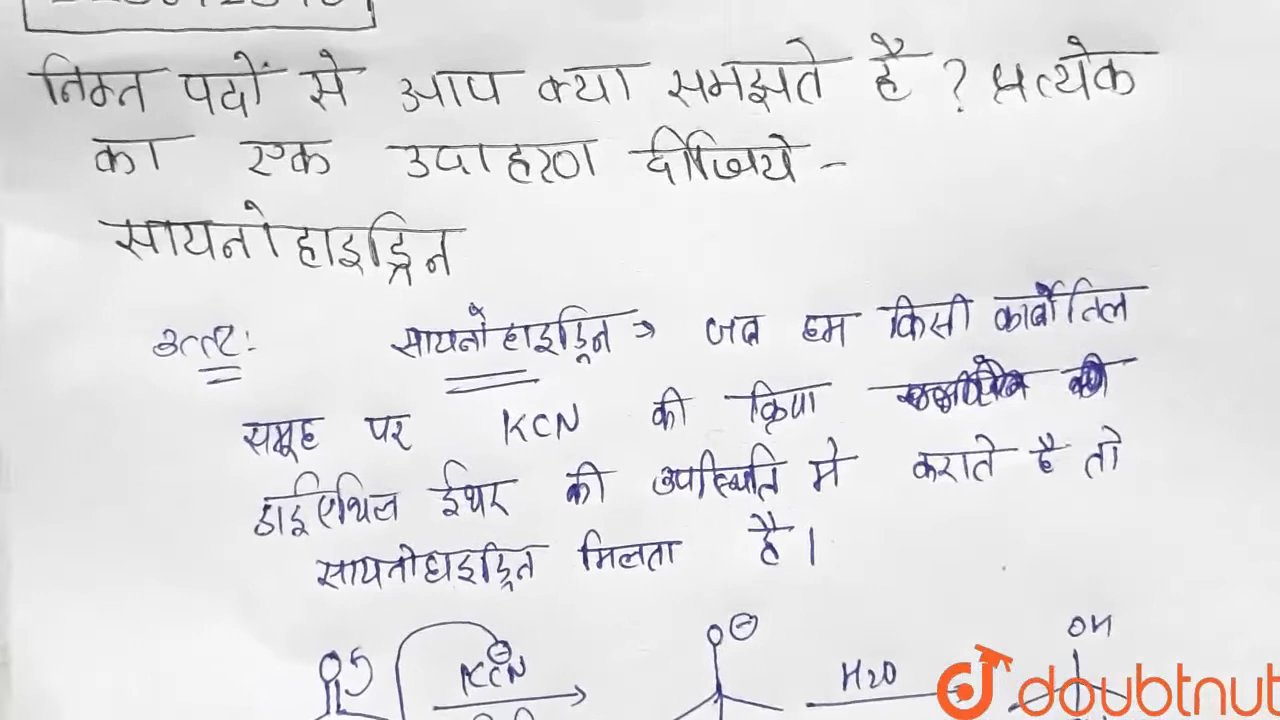 निम्न पदों से आप क्या समझते है ? प्रत्येक
का एक उदाहरण दीजिये -
सायनोहाइड्रिन
उत्तर: सायनोहाइड्रिन → जब हम किसी कार्बोनिल
समूह पर KCN की क्रिया की
डाईएथिल ईथर की उपस्थिति मे कराते है तो
सायनोहाइड्रिन मिलता है।
O KCN O⊖ H2O OH
doubtnut